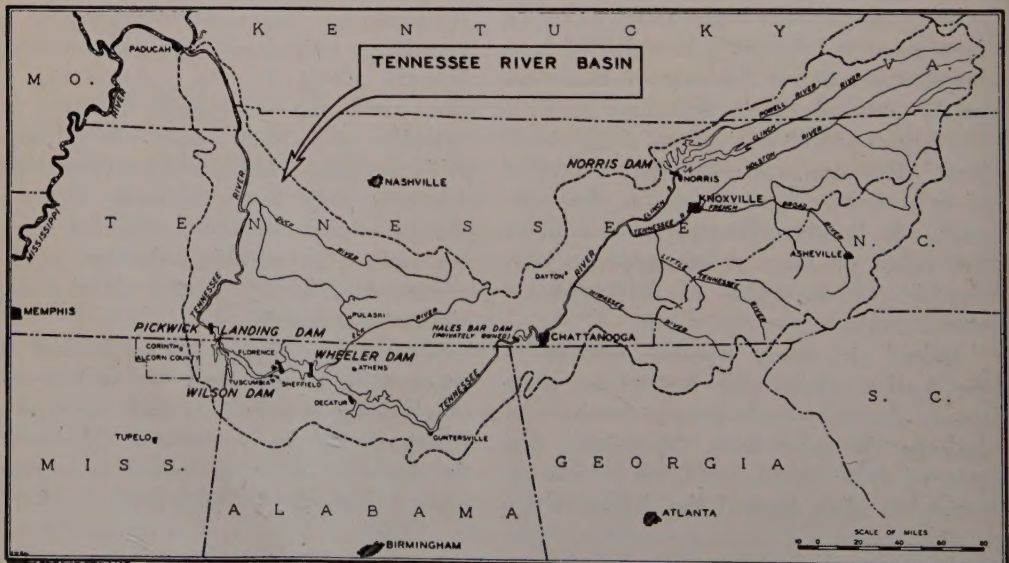 K E N T U C K Y
PADUCAH
TENNESSEE RIVER BASIN
MO.
VA.
RIVER
POWELL RIVER
CLINCH RIVER
HOLSTON RIVER
NORRIS DAM
NORRIS
NASHVILLE
KNOXVILLE
RIVER
CLINCH R.
TENNESSEE R.
FRENCH BROAD RIVER
T E N N E S S E E
N. C.
MISSISSIPPI
DUCK RIVER
RIVER
ASHEVILLE
LITTLE TENNESSEE RIVER
DAYTON
HIWASSEE RIVER
TENNESSEE
PULASKI
ELK RIVER
MEMPHIS
PICKWICK LANDING DAM
HALES BAR DAM
(PRIVATELY OWNED)
CHATTANOOGA
CORINTH
ALCORN COUNTY
FLORENCE
WHEELER DAM
ATHENS
TUSCUMBIA
SHEFFIELD
WILSON DAM
DECATUR
TENNESSEE
S. C.
GUNTERSVILLE
TUPELO
MISS.
GEORGIA
ALABAMA
ATLANTA
BIRMINGHAM
SCALE OF MILES
10 0 20 40 60 80